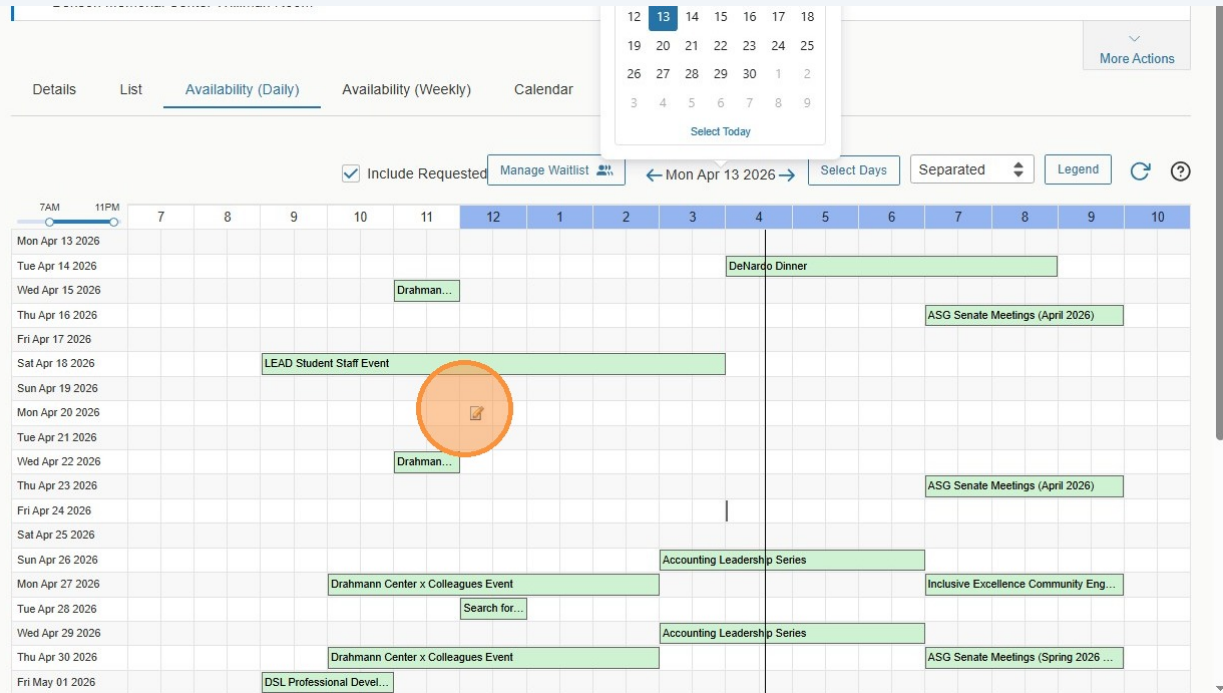 12 13 14 15 16 17 18
19 20 21 22 23 24 25
26 27 28 29 30 1 2
3 4 5 6 7 8 9
Select Today
More Actions
Details List Availability (Daily) Availability (Weekly) Calendar
Include Requested Manage Waitlist Mon Apr 13 2026 Select Days Separated Legend
7AM 11PM
7 8 9 10 11 12 1 2 3 4 5 6 7 8 9 10
Mon Apr 13 2026
Tue Apr 14 2026 DeNardo Dinner
Wed Apr 15 2026 Drahman...
Thu Apr 16 2026 ASG Senate Meetings (April 2026)
Fri Apr 17 2026
Sat Apr 18 2026 LEAD Student Staff Event
Sun Apr 19 2026
Mon Apr 20 2026
Tue Apr 21 2026
Wed Apr 22 2026 Drahman...
Thu Apr 23 2026 ASG Senate Meetings (April 2026)
Fri Apr 24 2026
Sat Apr 25 2026
Sun Apr 26 2026 Accounting Leadership Series
Mon Apr 27 2026 Drahmann Center x Colleagues Event Inclusive Excellence Community Eng...
Tue Apr 28 2026 Search for...
Wed Apr 29 2026 Accounting Leadership Series
Thu Apr 30 2026 Drahmann Center x Colleagues Event ASG Senate Meetings (Spring 2026 ...
Fri May 01 2026 DSL Professional Devel...